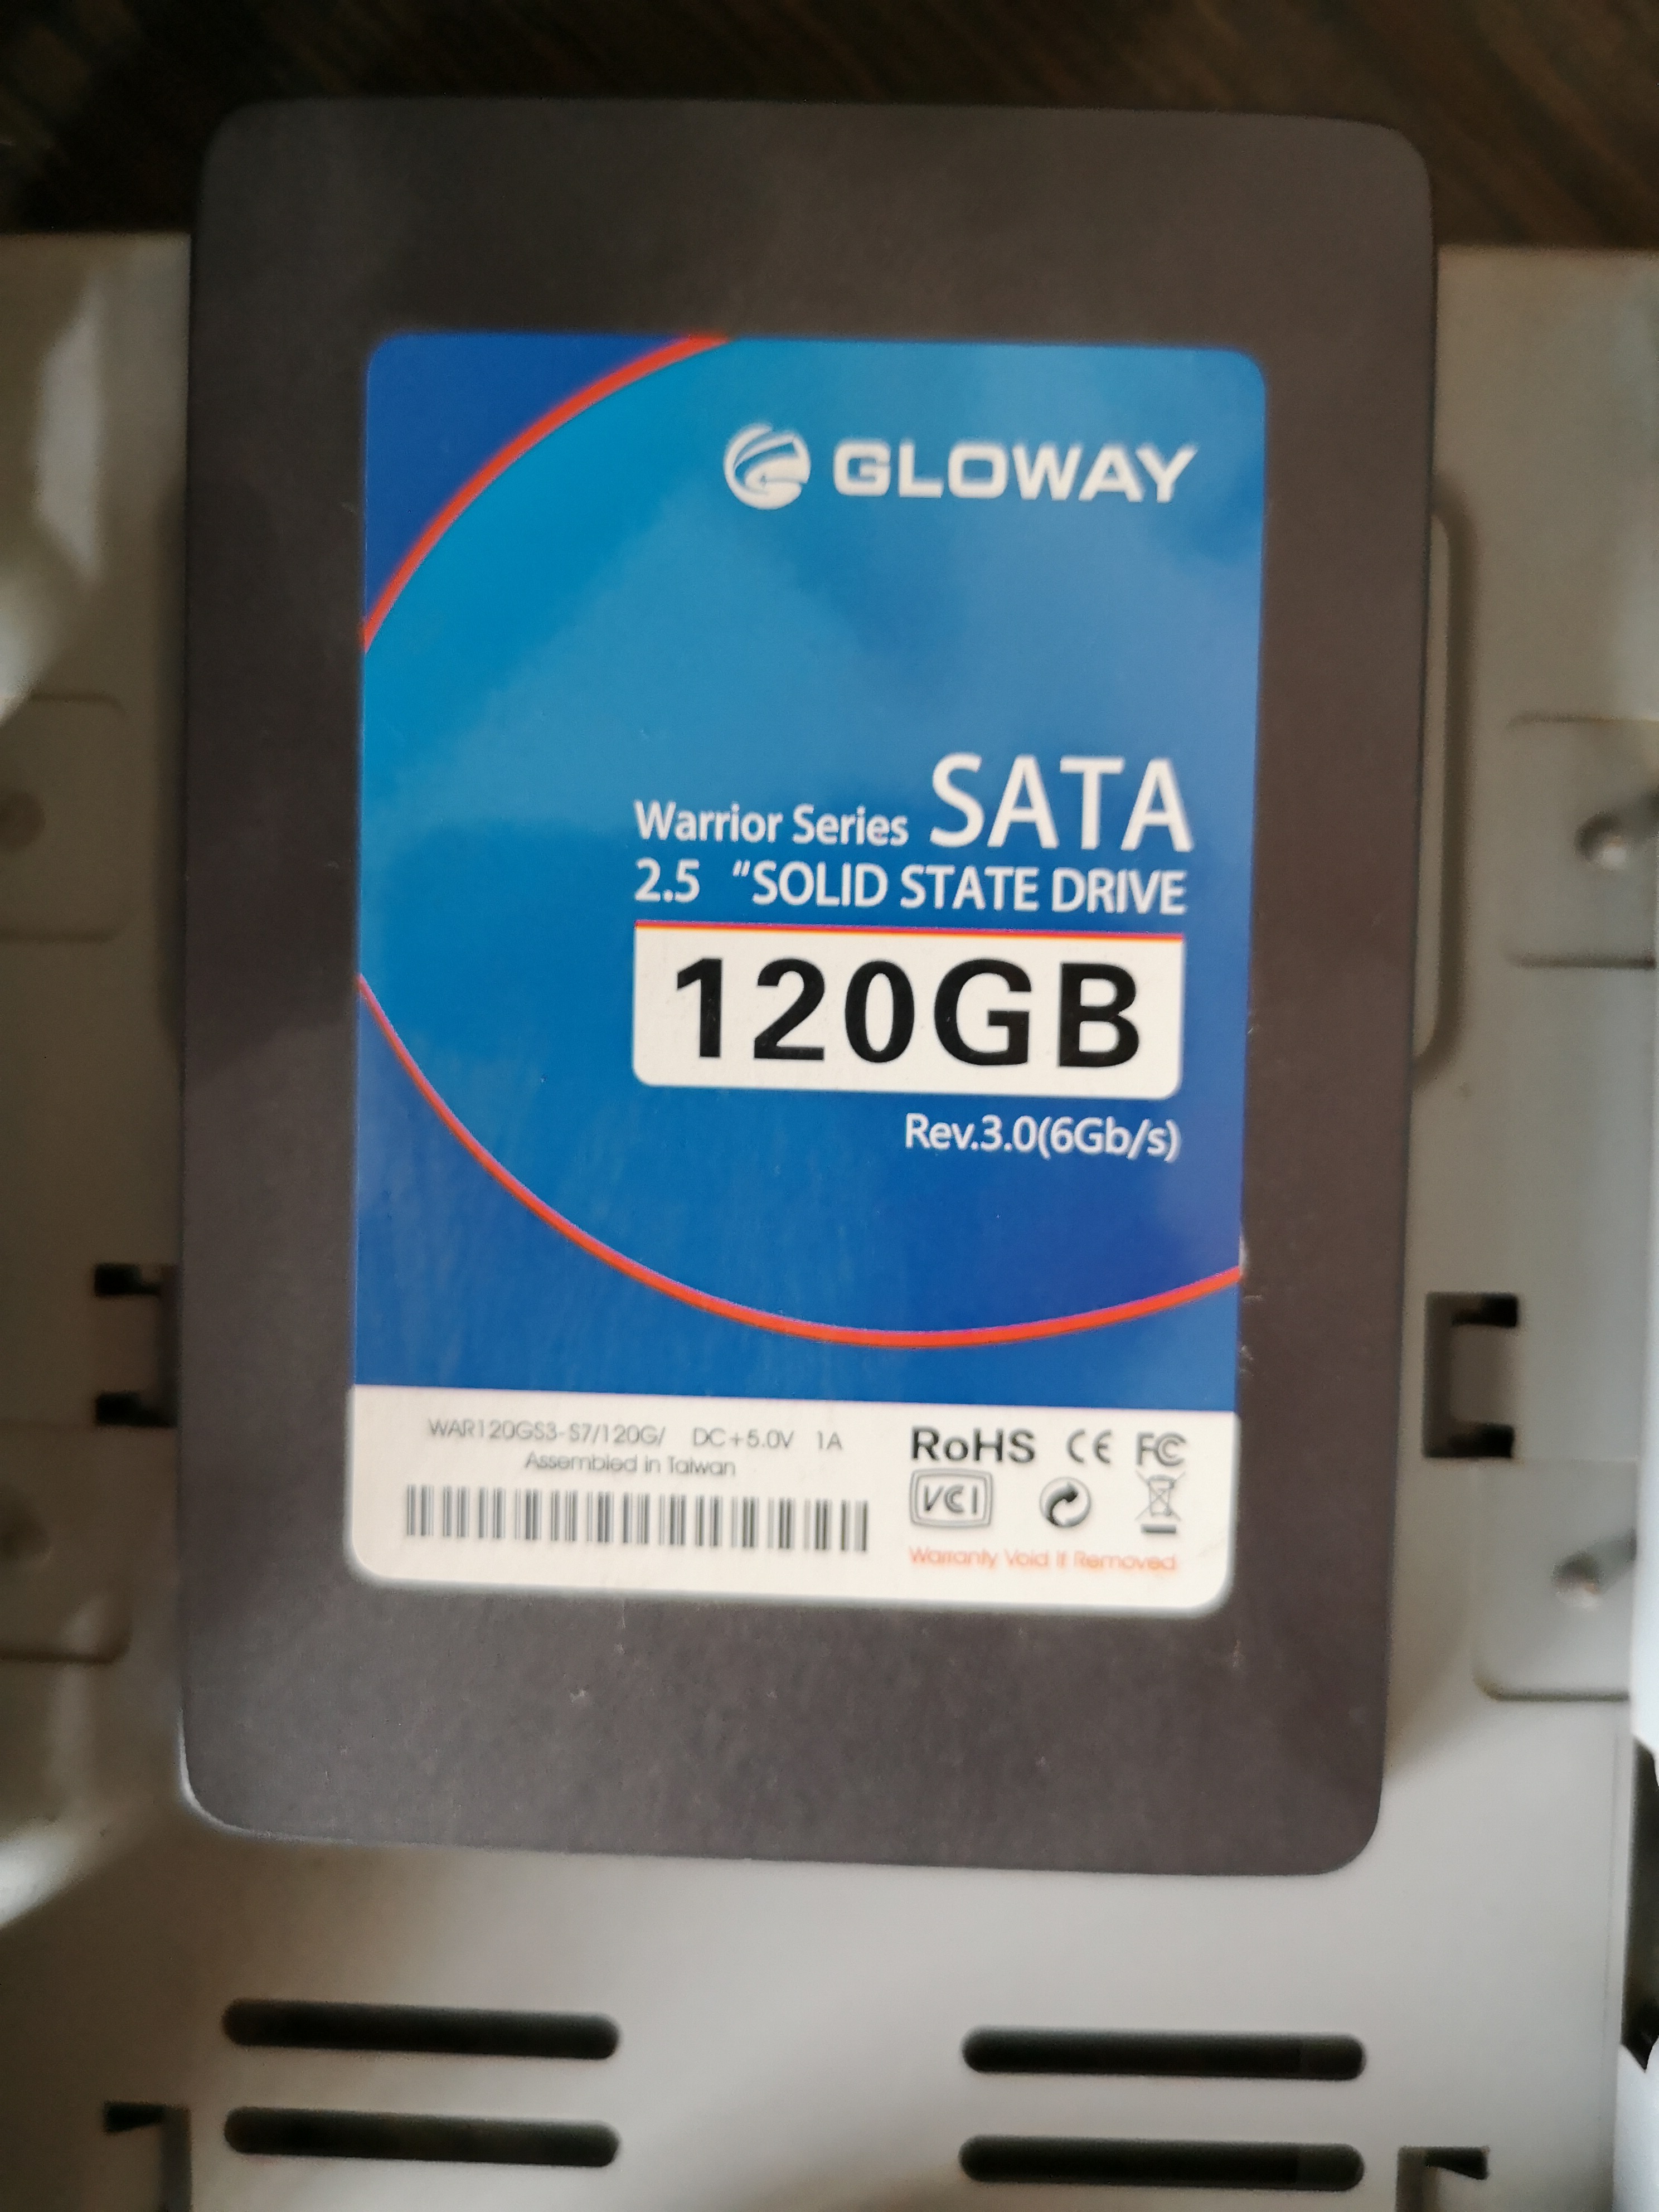 GLOWAY
Warrior Series SATA
2.5 "SOLID STATE DRIVE
120GB
Rev.3.0(6Gb/s)
WAR120GS3-S7/120G/ DC+5.0V 1A
Assembled in Taiwan
RoHS CE FC
VCI
Warranty Void If Removed